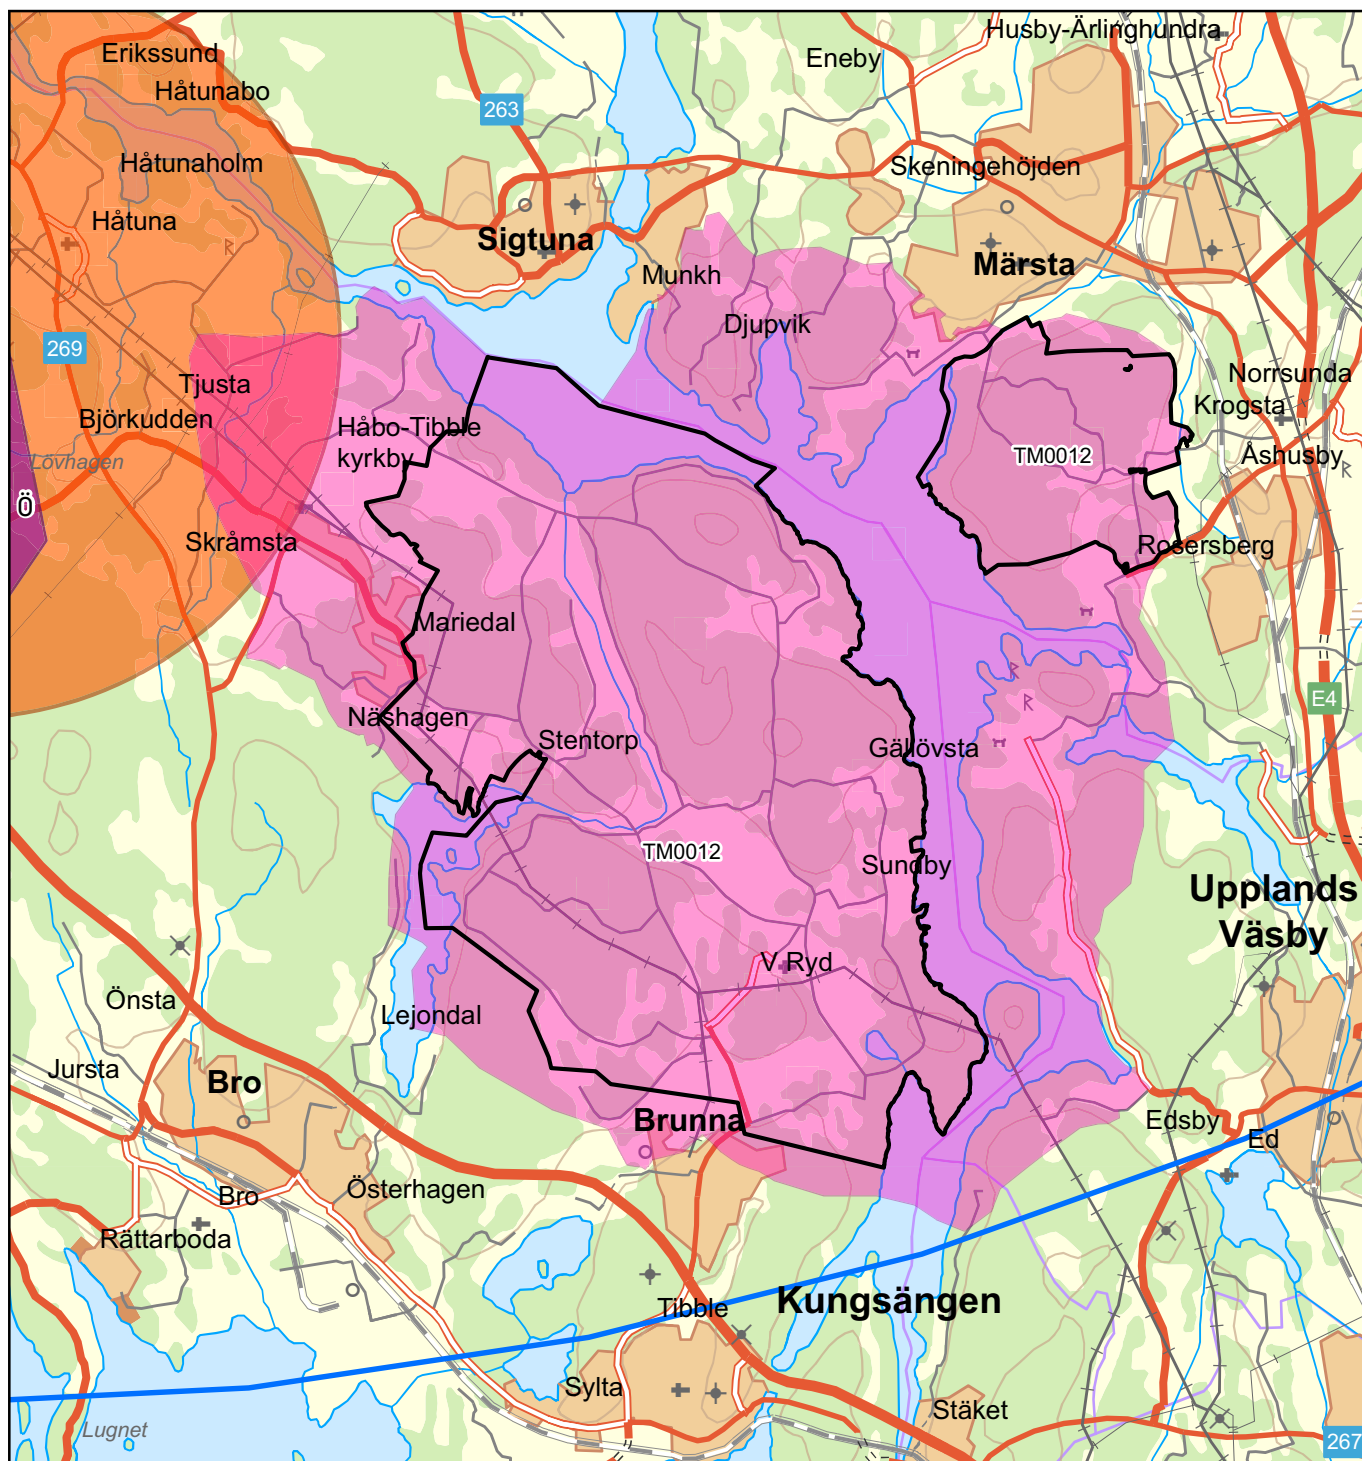 Husby-Ärlinghundra
Erikssund
Eneby
Håtunabo
263
Håtunaholm
Skeningehöjden
Håtuna
Sigtuna
Märsta
Munkh
Djupvik
269
Tjusta
Norrsunda
Krogsta
Björkudden
Håbo-Tibble
kyrkby
TM0012
Åshusby
Lövhagen
Ö
Skråmsta
Rosersberg
Mariedal
E4
Näshagen
Stentorp
Gällövsta
TM0012
Sundby
Upplands
Väsby
V Ryd
Önsta
Lejondal
Jursta
Bro
Brunna
Edsby
Ed
Österhagen
Bro
Rättarboda
Kungsängen
Tibble
Sylta
Stäket
Lugnet
267